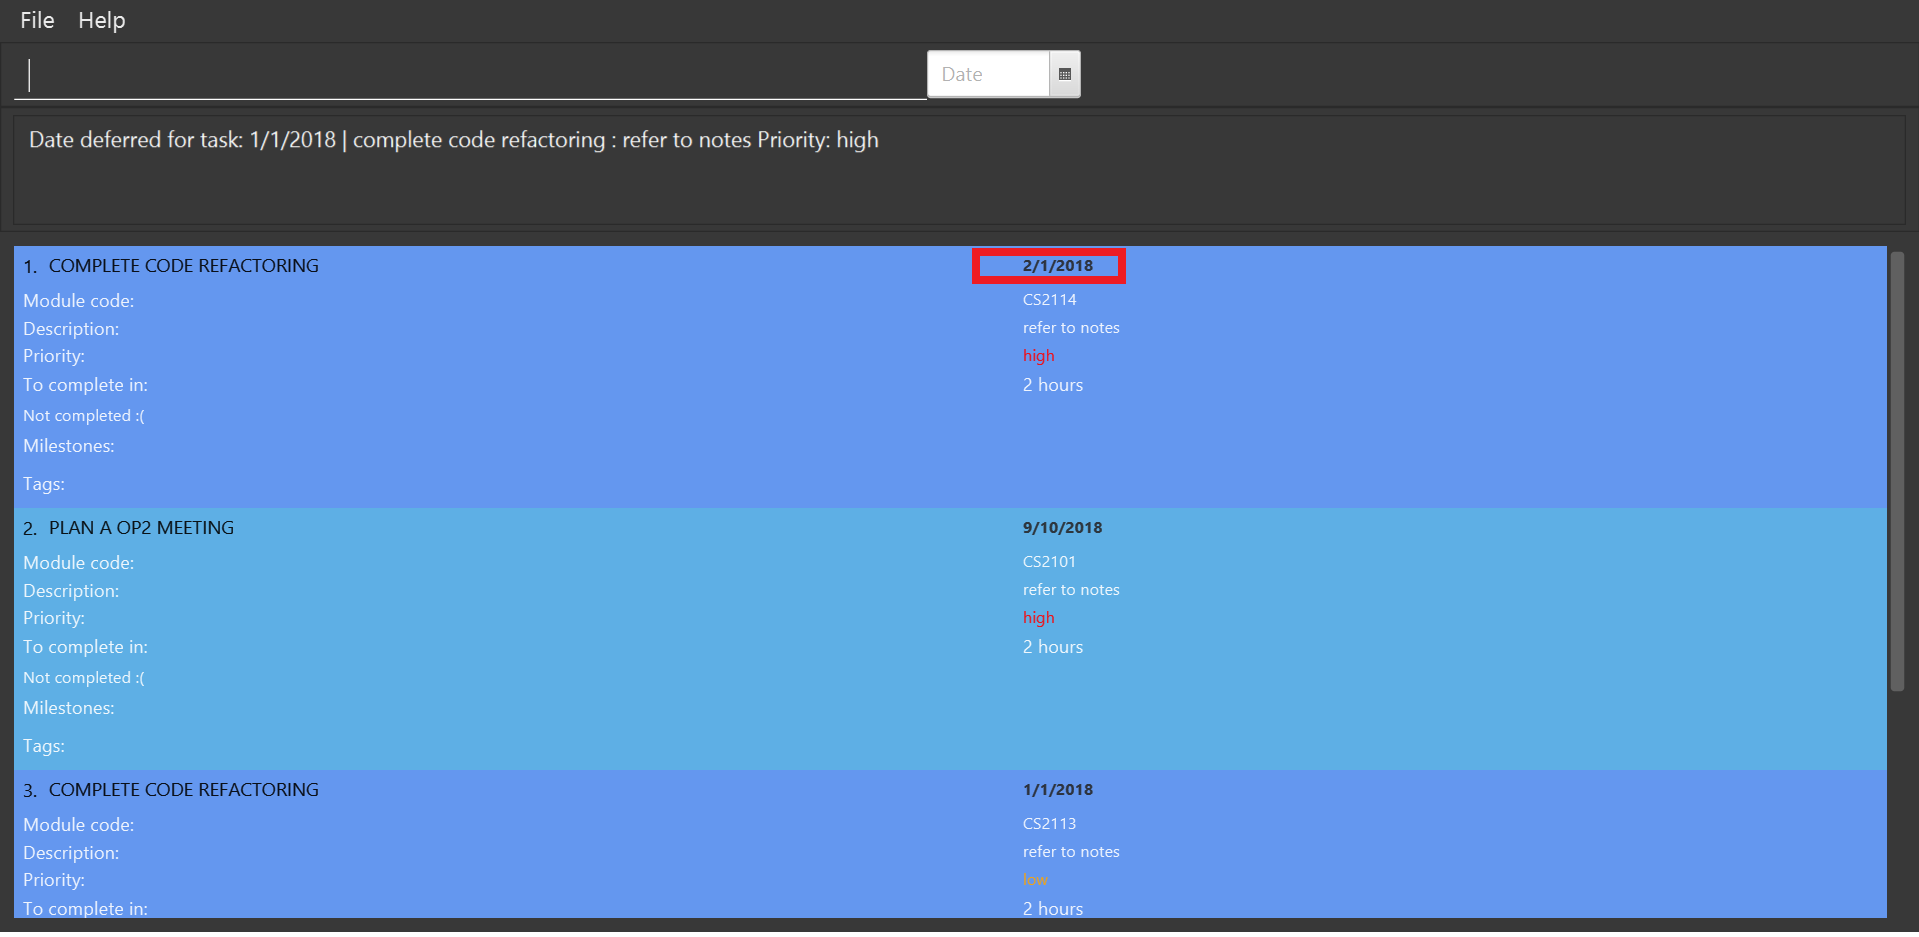 File Help
Date
Date deferred for task: 1/1/2018 | complete code refactoring : refer to notes Priority: high
1. COMPLETE CODE REFACTORING 2/1/2018
Module code: CS2114
Description: refer to notes
Priority: high
To complete in: 2 hours
Not completed :(
Milestones:
Tags:
2. PLAN A OP2 MEETING 9/10/2018
Module code: CS2101
Description: refer to notes
Priority: high
To complete in: 2 hours
Not completed :(
Milestones:
Tags:
3. COMPLETE CODE REFACTORING 1/1/2018
Module code: CS2113
Description: refer to notes
Priority: low
To complete in: 2 hours